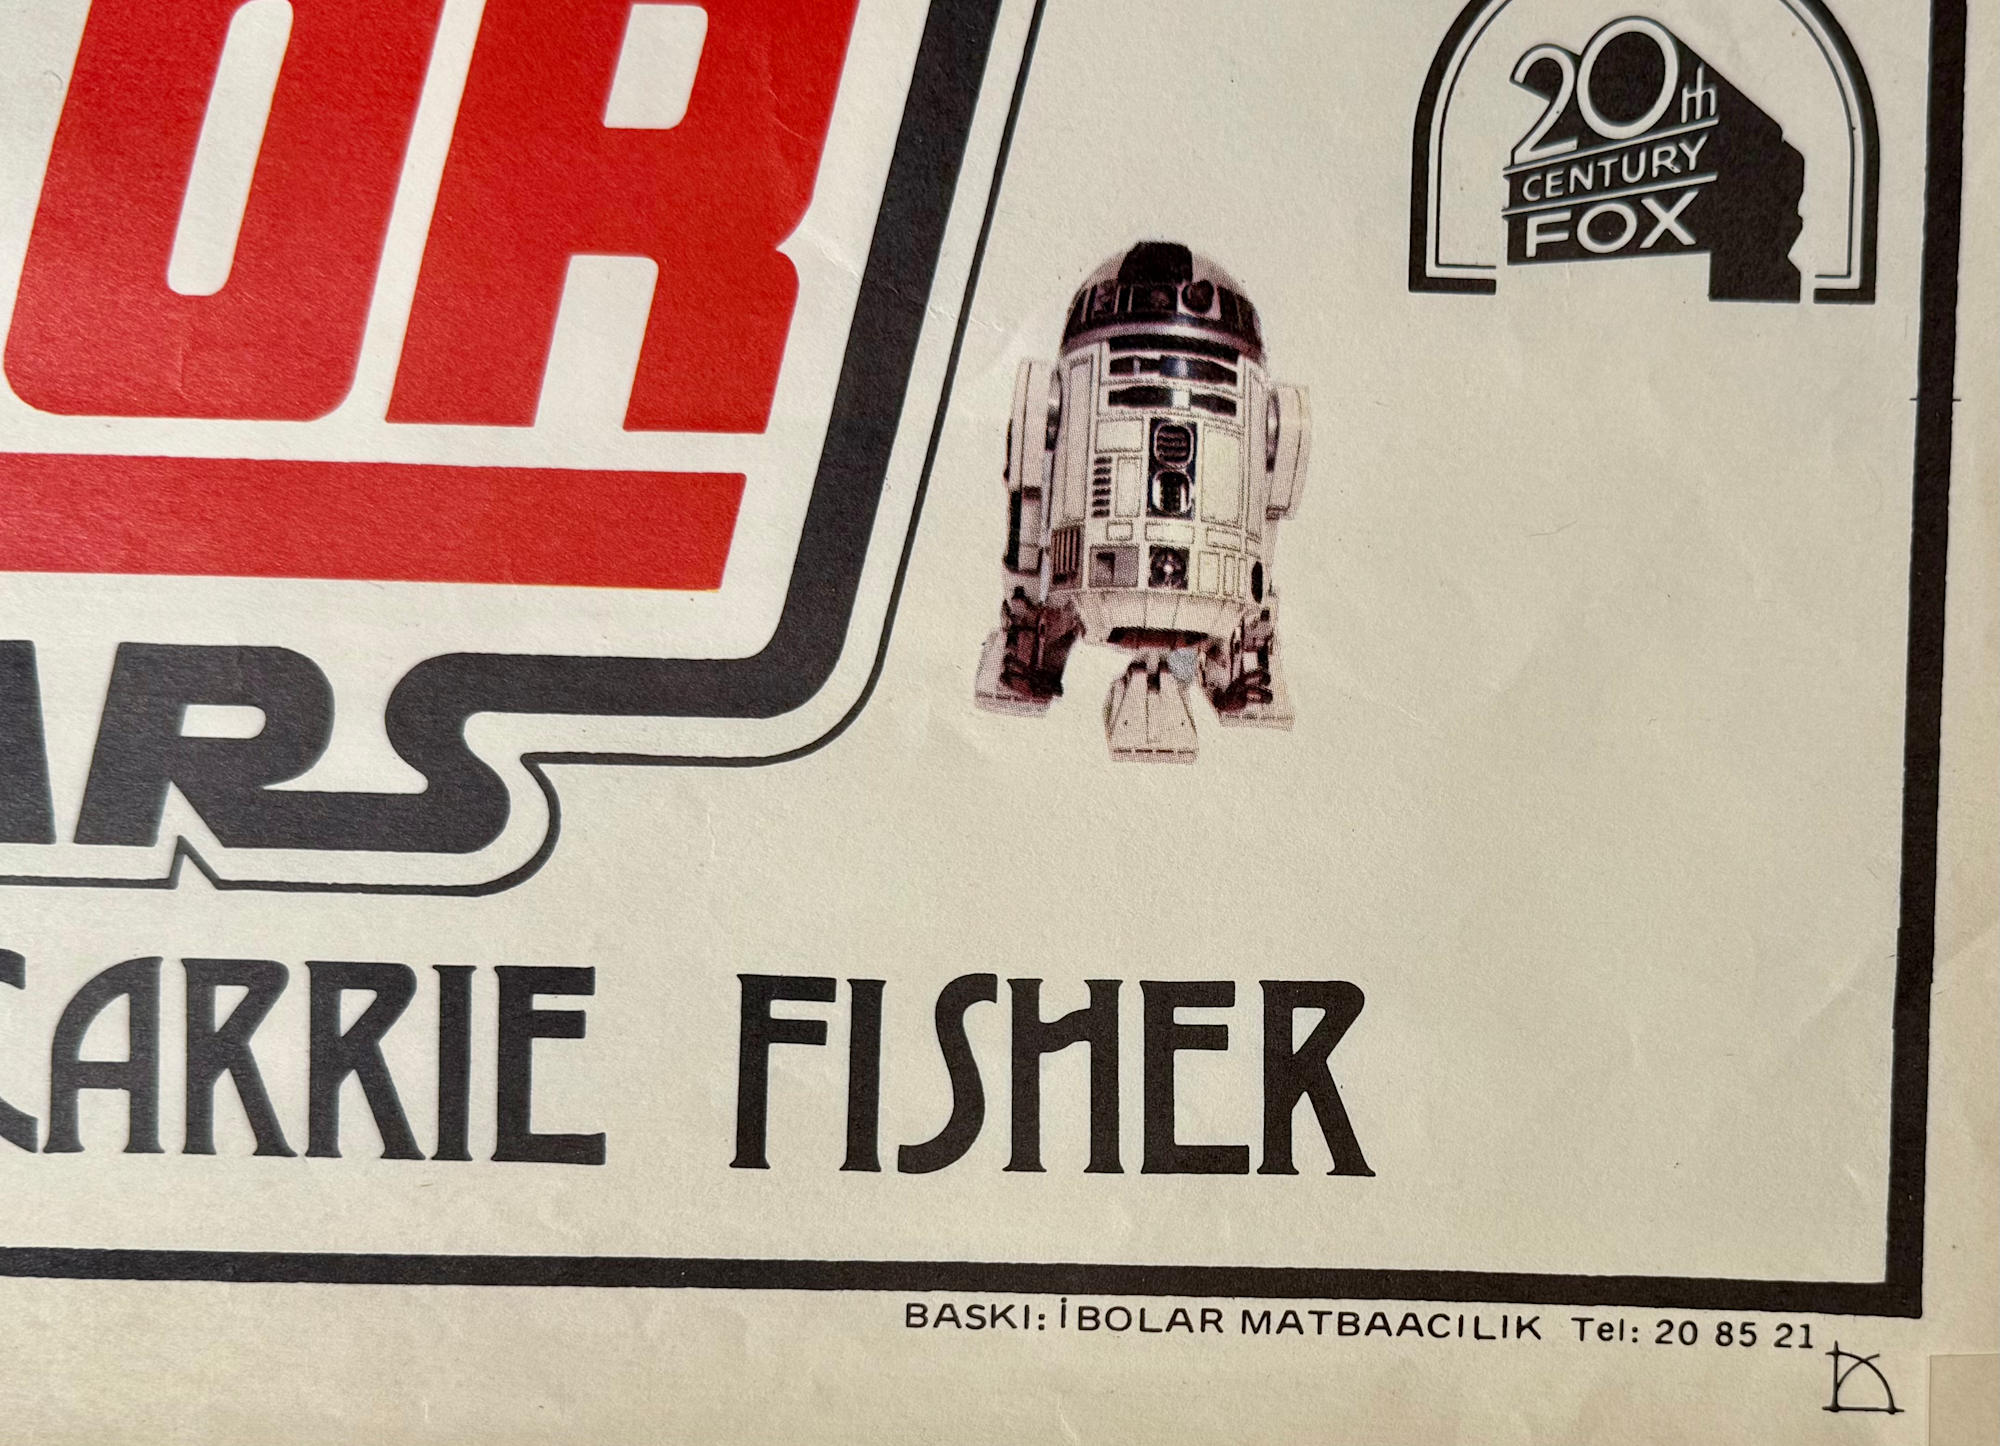 20th
CENTURY
FOX
OR
ARS
CARRIE FISHER
BASKI: İBOLAR MATBAACILIK Tel: 20 85 21